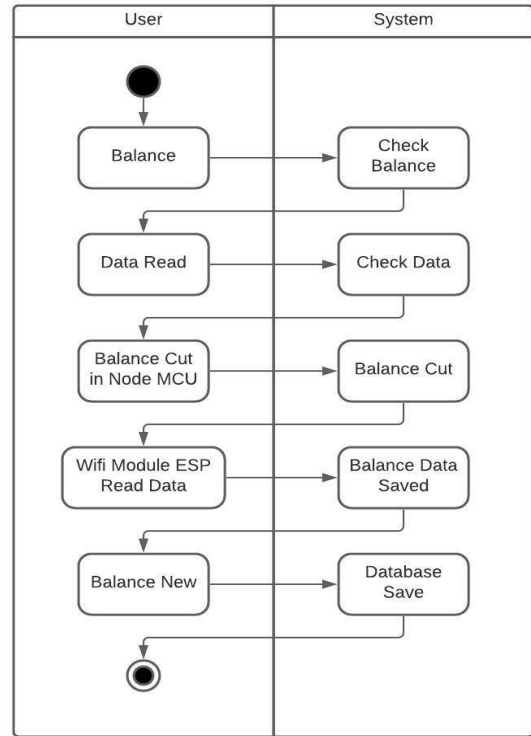 User
System
Balance
Check
Balance
Data Read
Check Data
Balance Cut
in Node MCU
Balance Cut
Wifi Module ESP
Read Data
Balance Data
Saved
Balance New
Database
Save